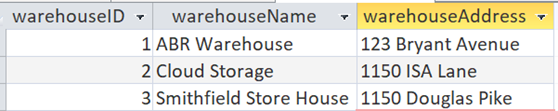 warehouseID warehouseName warehouseAddress
1 ABR Warehouse 123 Bryant Avenue
2 Cloud Storage 1150 ISA Lane
3 Smithfield Store House 1150 Douglas Pike